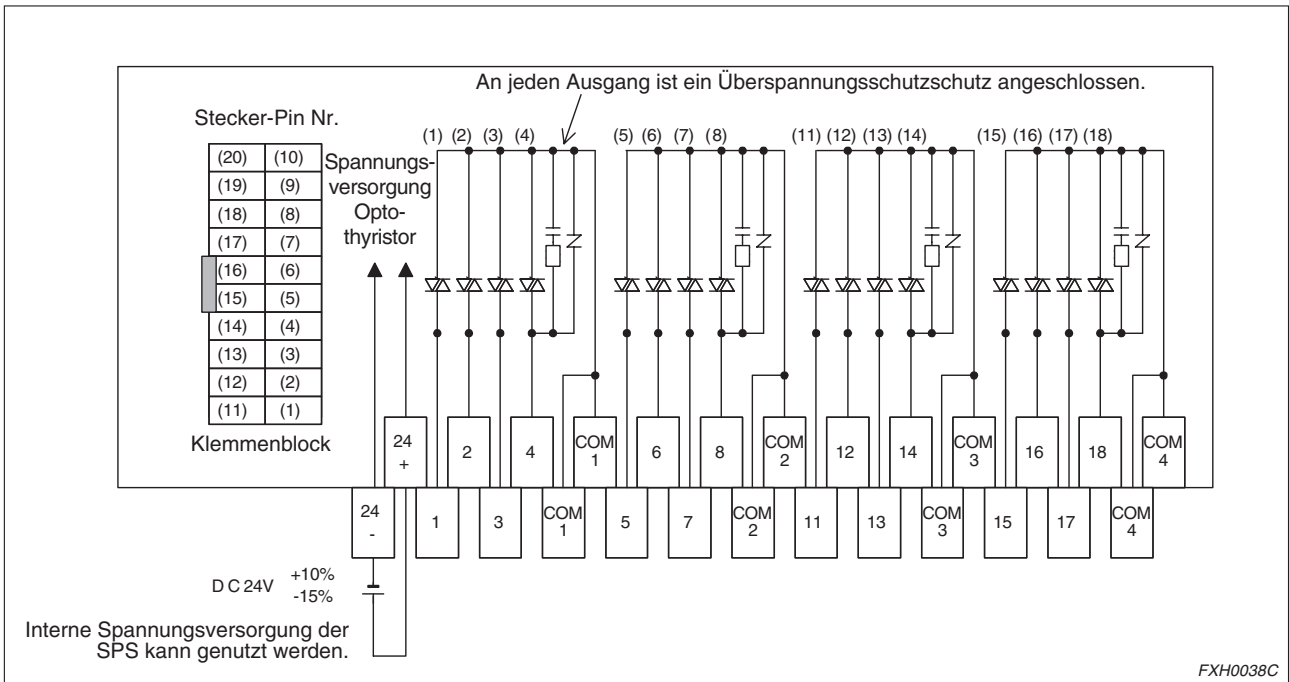 An jeden Ausgang ist ein Überspannungsschutzschutz angeschlossen.
Stecker-Pin Nr.
(1) (2) (3) (4) (5) (6) (7) (8) (11) (12) (13) (14) (15) (16) (17) (18)
(20) (10)
(19) (9)
(18) (8)
(17) (7)
(16) (6)
(15) (5)
(14) (4)
(13) (3)
(12) (2)
(11) (1)
Klemmenblock
Spannungs-
versorgung
Opto-
thyristor
24 + 2 4 COM 1 6 8 COM 2 12 14 COM 3 16 18 COM 4
24 - 1 3 COM 1 5 7 COM 2 11 13 COM 3 15 17 COM 4
D C 24V +10% -15%
Interne Spannungsversorgung der
SPS kann genutzt werden.
FXH0038C